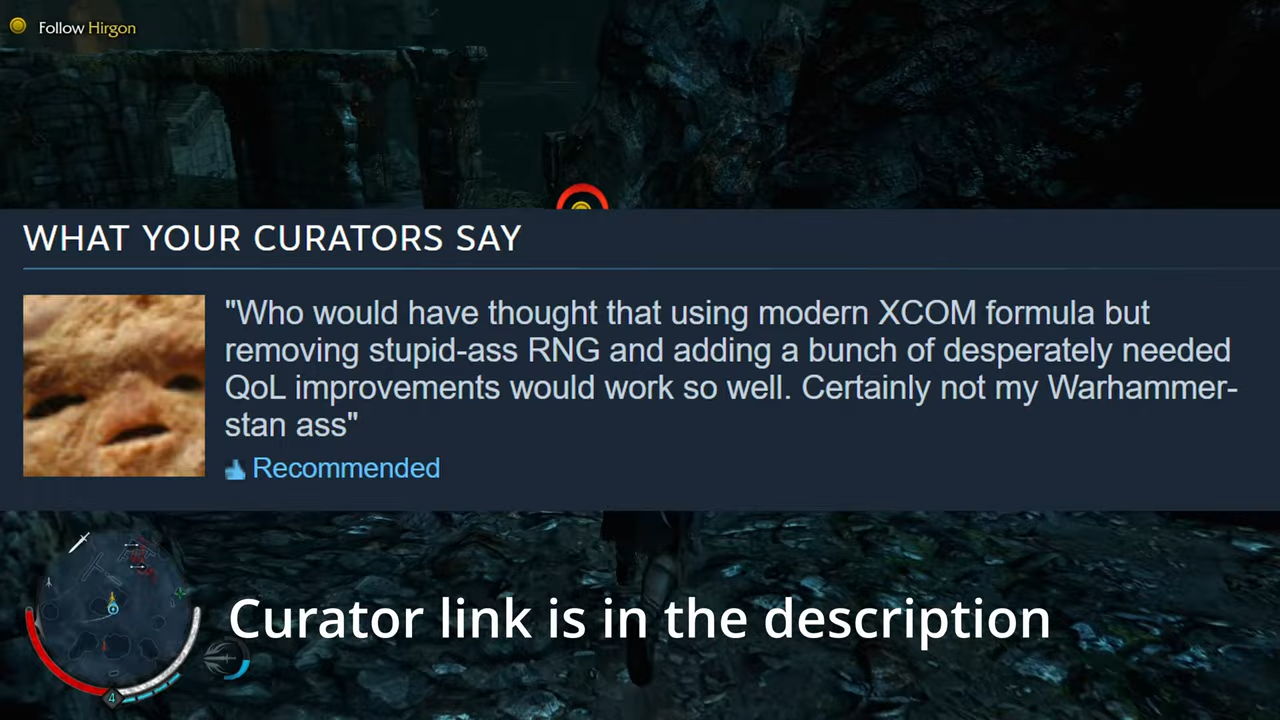 Follow Hirgon
WHAT YOUR CURATORS SAY
"Who would have thought that using modern XCOM formula but
removing stupid-ass RNG and adding a bunch of desperately needed
QoL improvements would work so well. Certainly not my Warhammer-
stan ass"
Recommended
4
Curator link is in the description